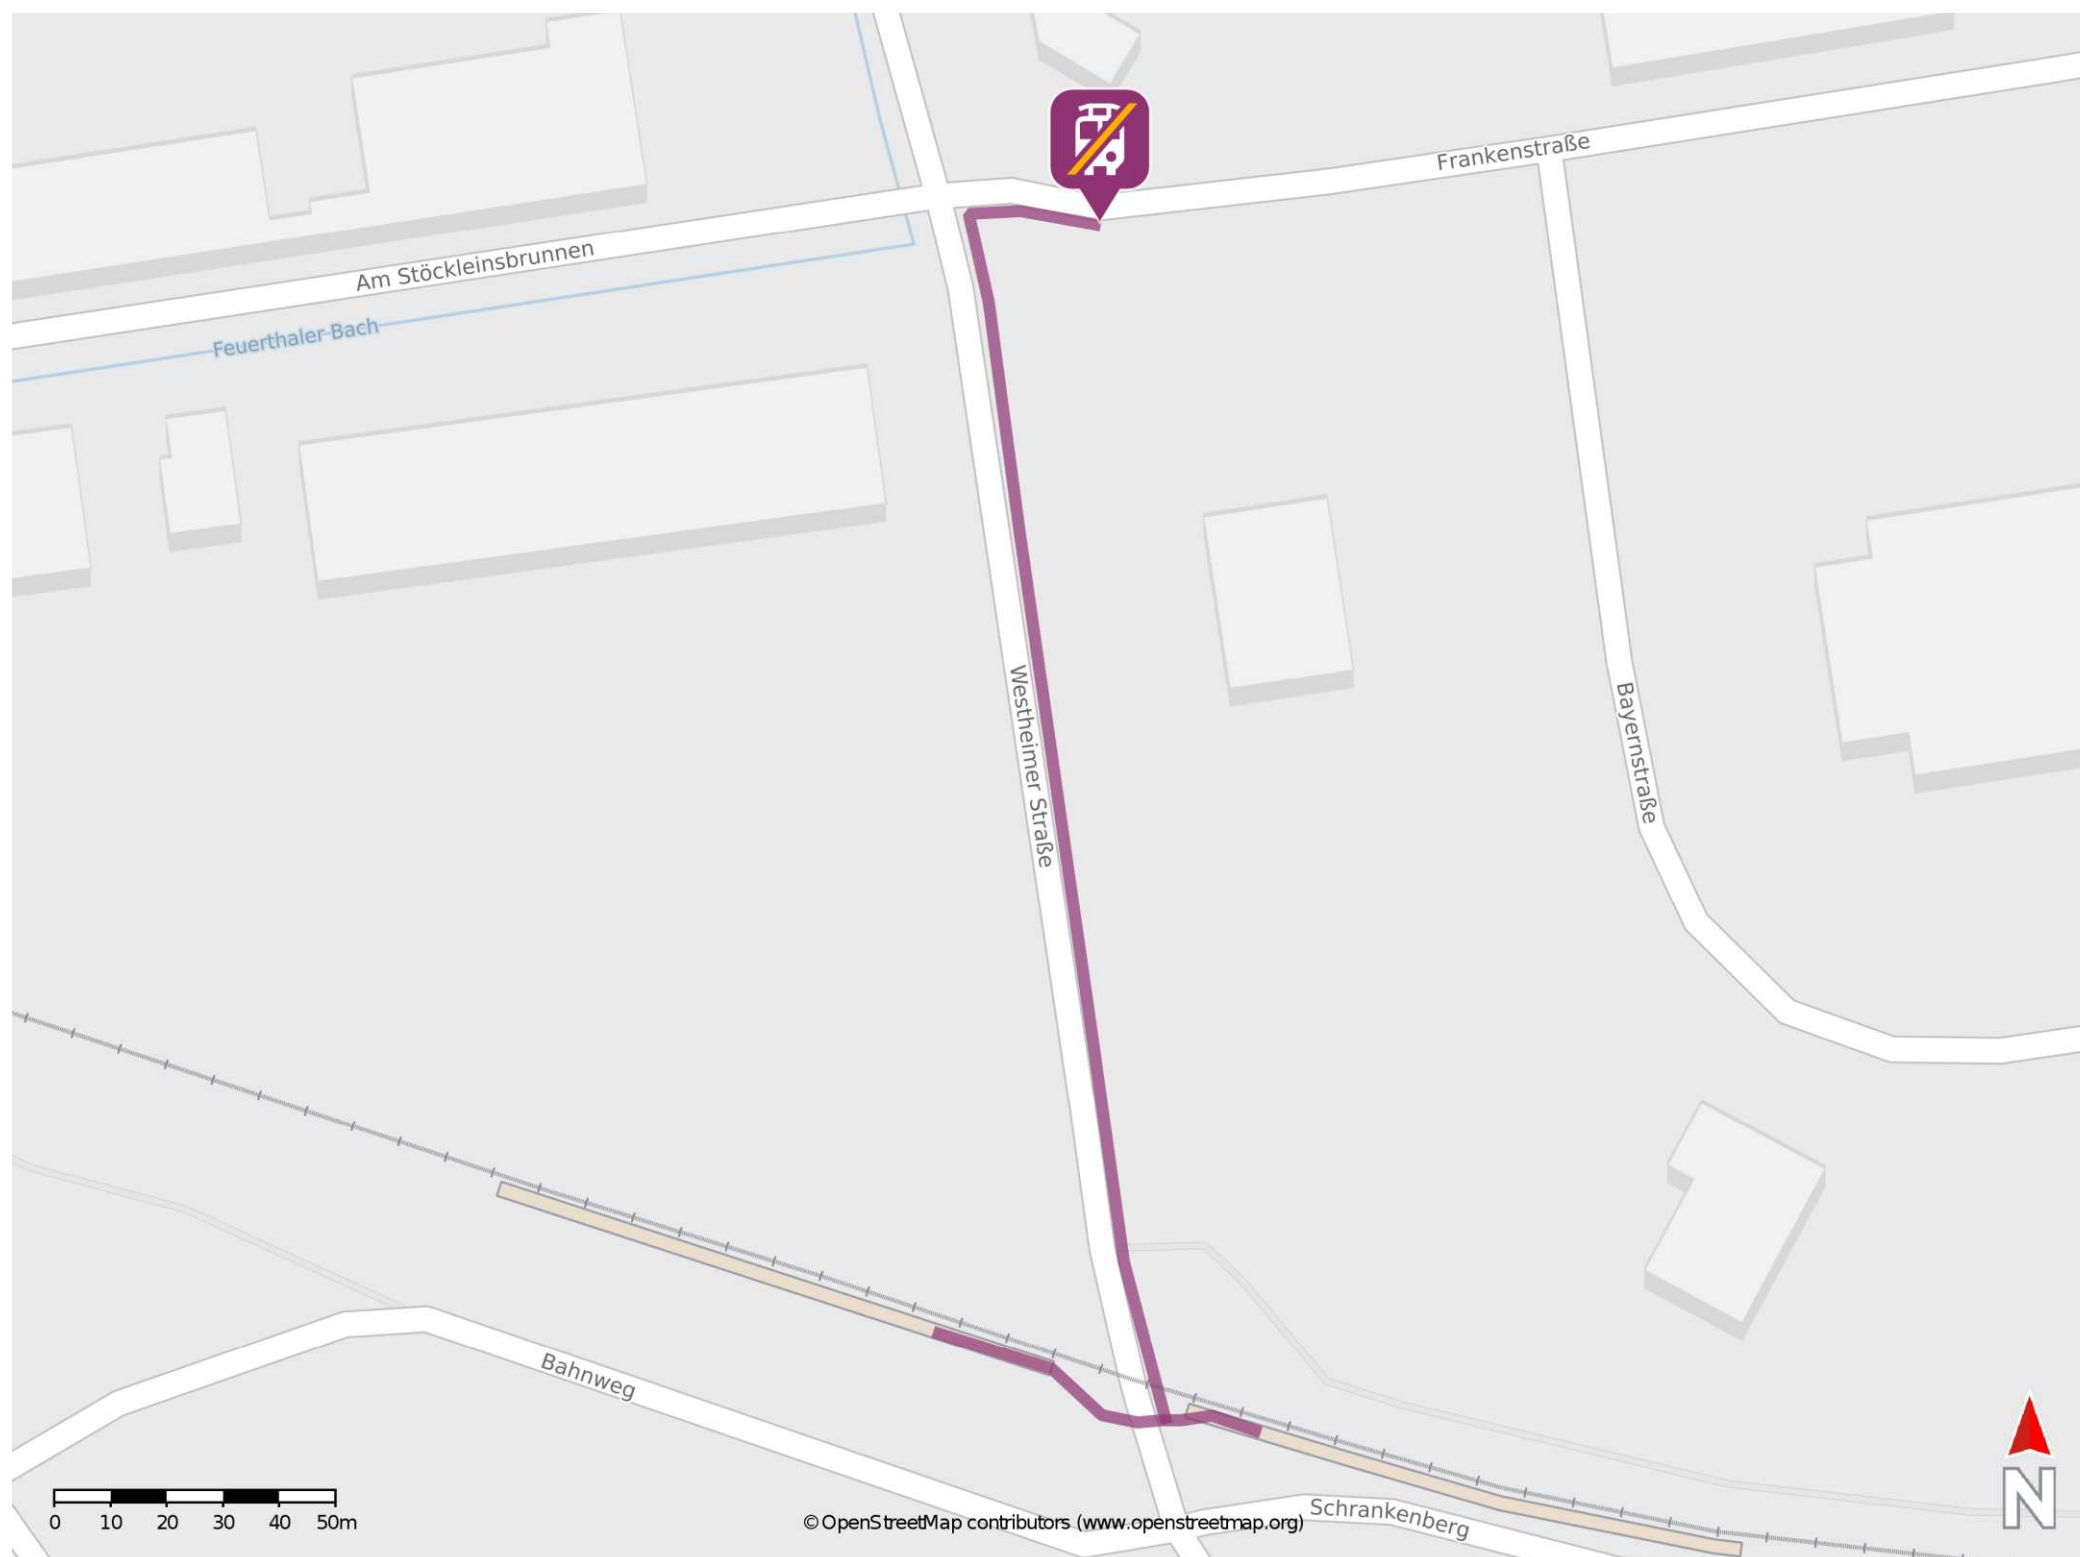 Frankenstraße
Am Stöckleinsbrunnen
Feuerthaler Bach
Westheimer Straße
Bayernstraße
Bahnweg
Schrankenberg
0 10 20 30 40 50m
© OpenStreetMap contributors (www.openstreetmap.org)
N